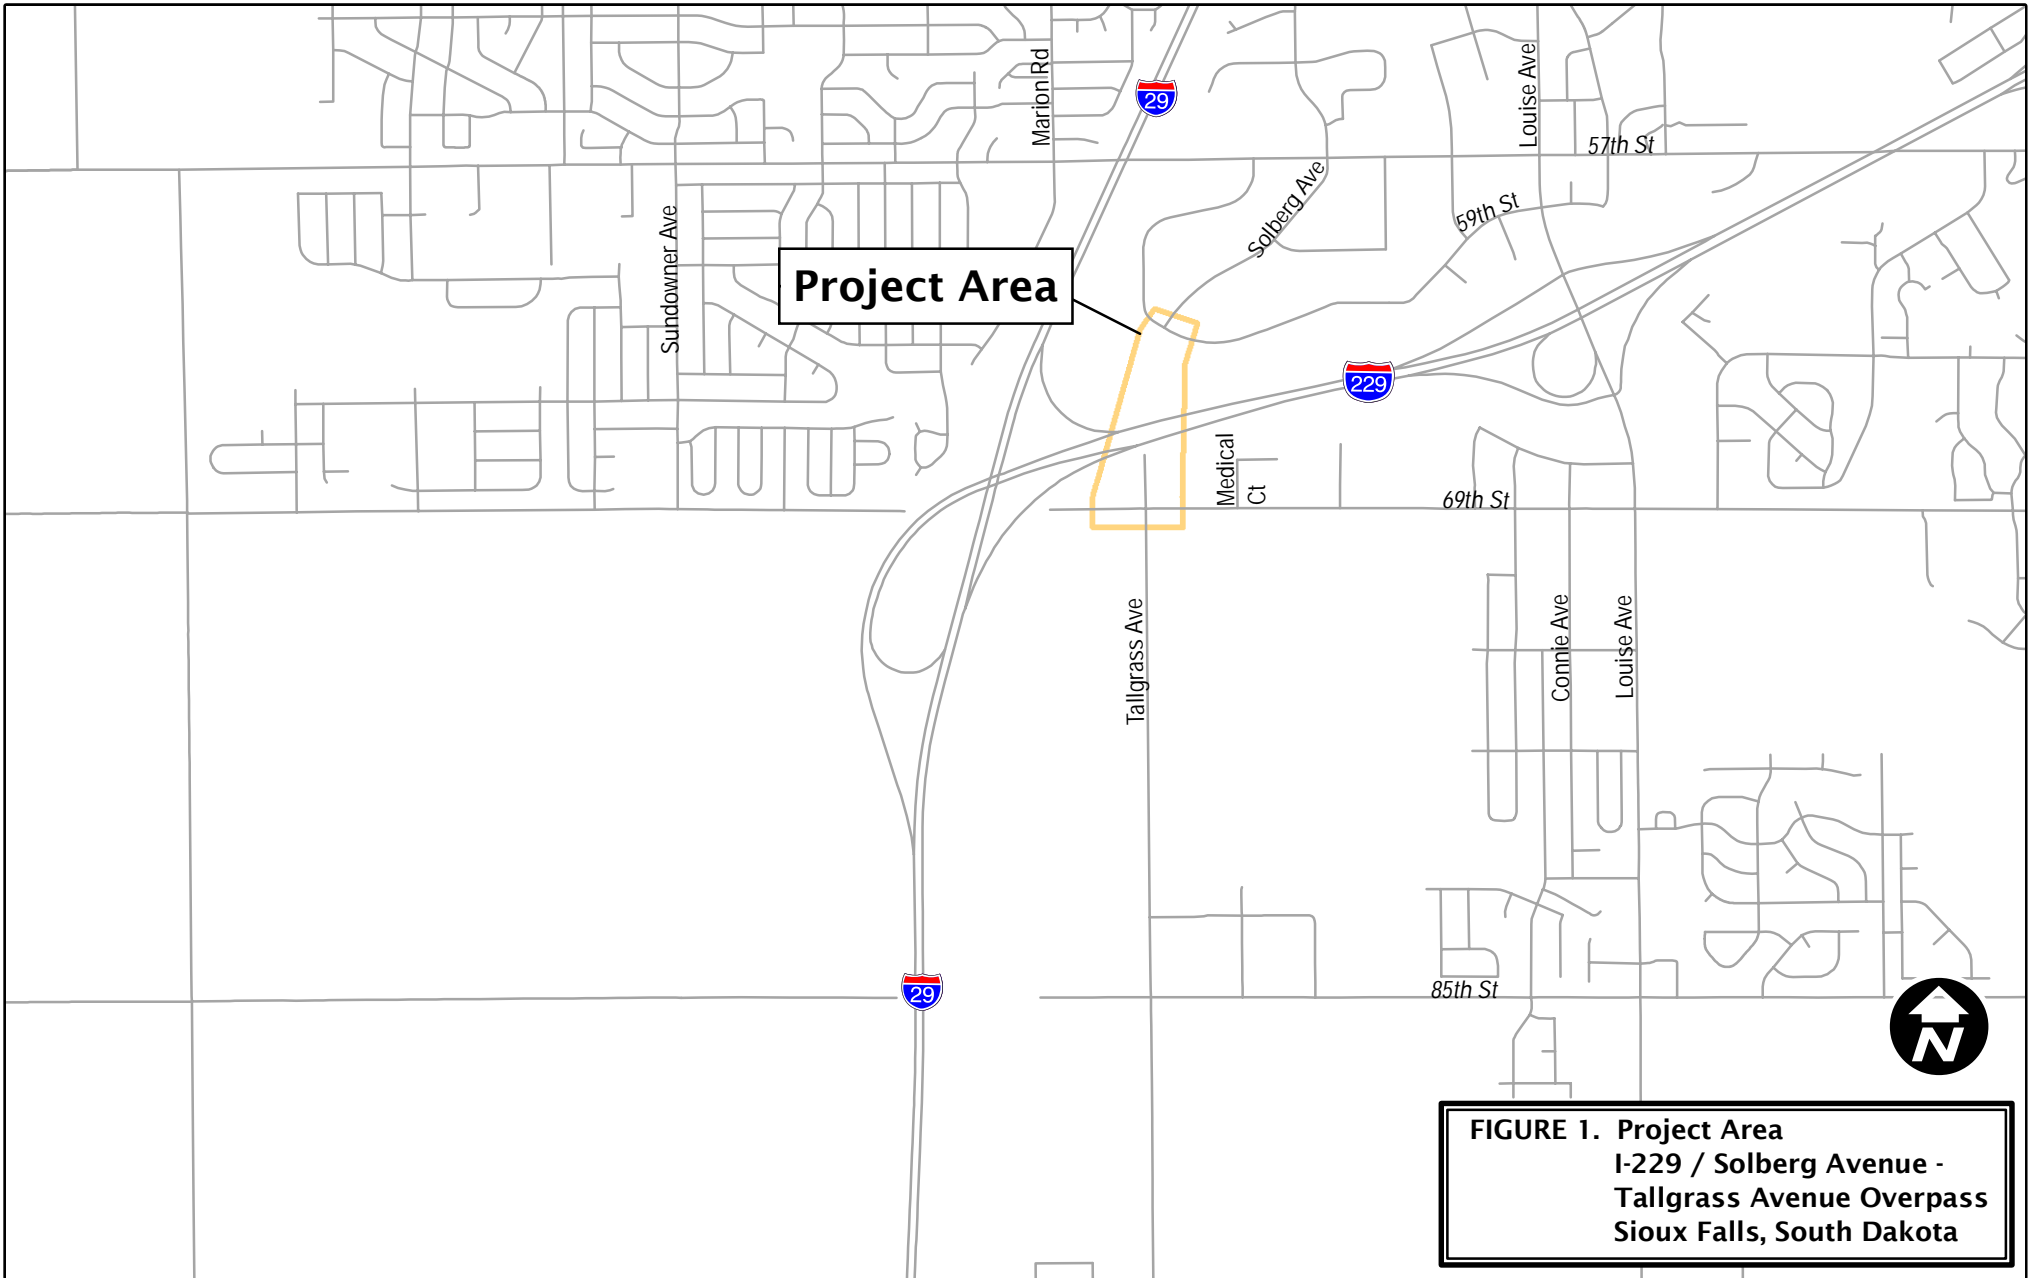 Marion Rd
29
Louise Ave
57th St
Solberg Ave
59th St
Sundowner Ave
Project Area
229
Medical
Ct
69th St
Tallgrass Ave
Connie Ave
Louise Ave
29
85th St
N
FIGURE 1. Project Area
I-229 / Solberg Avenue -
Tallgrass Avenue Overpass
Sioux Falls, South Dakota